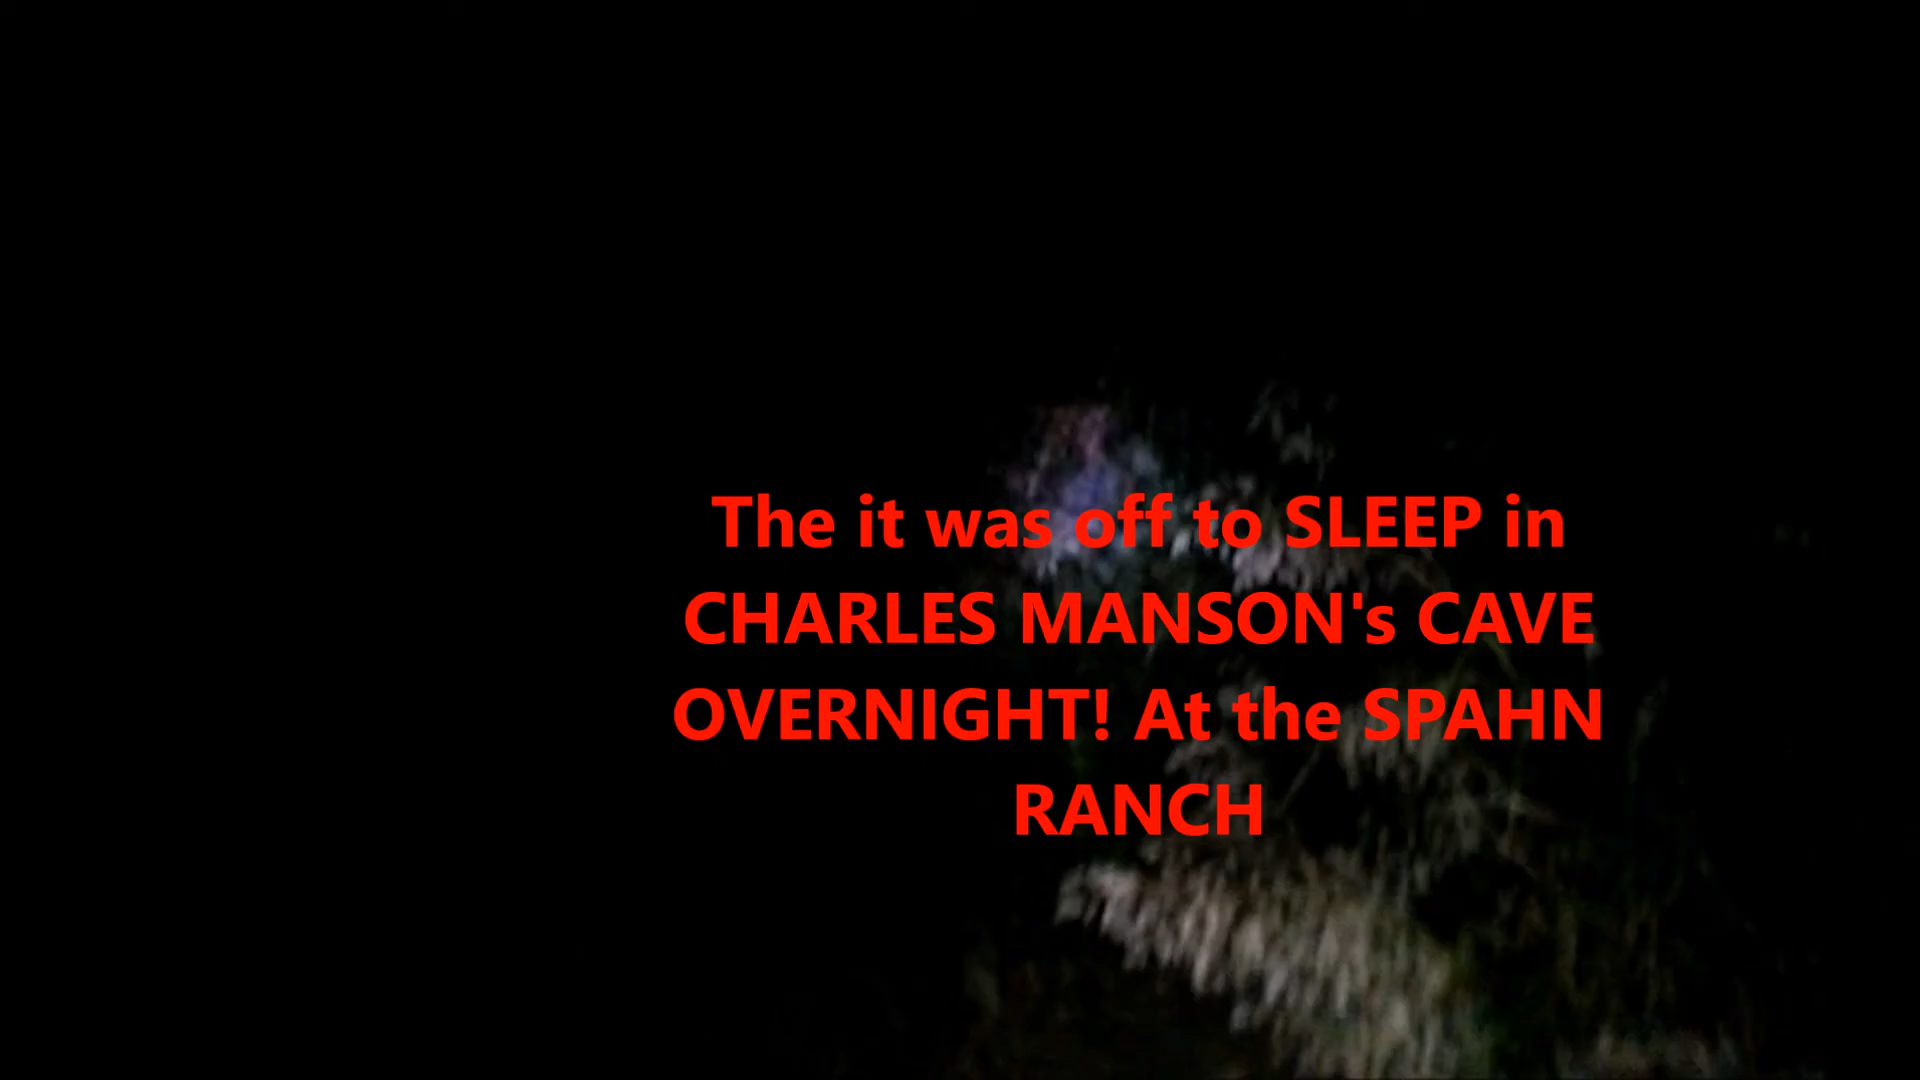 The it was off to SLEEP in
CHARLES MANSON's CAVE
OVERNIGHT! At the SPAHN
RANCH